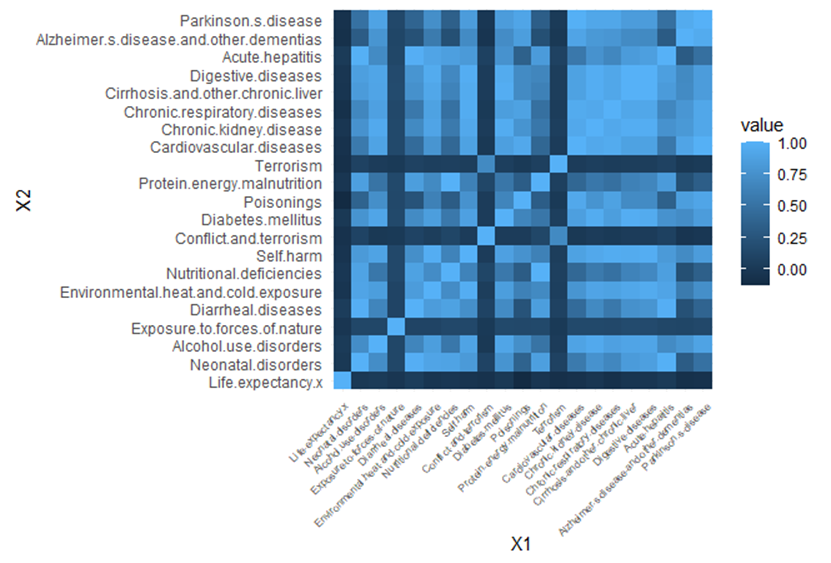 Parkinson.s.disease
Alzheimer.s.disease.and.other.dementias
Acute.hepatitis
Digestive.diseases
Cirrhosis.and.other.chronic.liver
Chronic.respiratory.diseases
Chronic.kidney.disease
Cardiovascular.diseases
Terrorism
Protein.energy.malnutrition
Poisonings
Diabetes.mellitus
Conflict.and.terrorism
Self.harm
Nutritional.deficiencies
Environmental.heat.and.cold.exposure
Diarrheal.diseases
Exposure.to.forces.of.nature
Alcohol.use.disorders
Neonatal.disorders
Life.expectancy.x
X2
Life.expectancy.x
Neonatal.disorders
Alcohol.use.disorders
Exposure.to.forces.of.nature
Diarrheal.diseases
Environmental.heat.and.cold.exposure
Nutritional.deficiencies
Self.harm
Conflict.and.terrorism
Diabetes.mellitus
Poisonings
Protein.energy.malnutrition
Terrorism
Cardiovascular.diseases
Chronic.kidney.disease
Chronic.respiratory.diseases
Cirrhosis.and.other.chronic.liver
Digestive.diseases
Acute.hepatitis
Alzheimer.s.disease.and.other.dementias
Parkinson.s.disease
X1
value
1.00
0.75
0.50
0.25
0.00